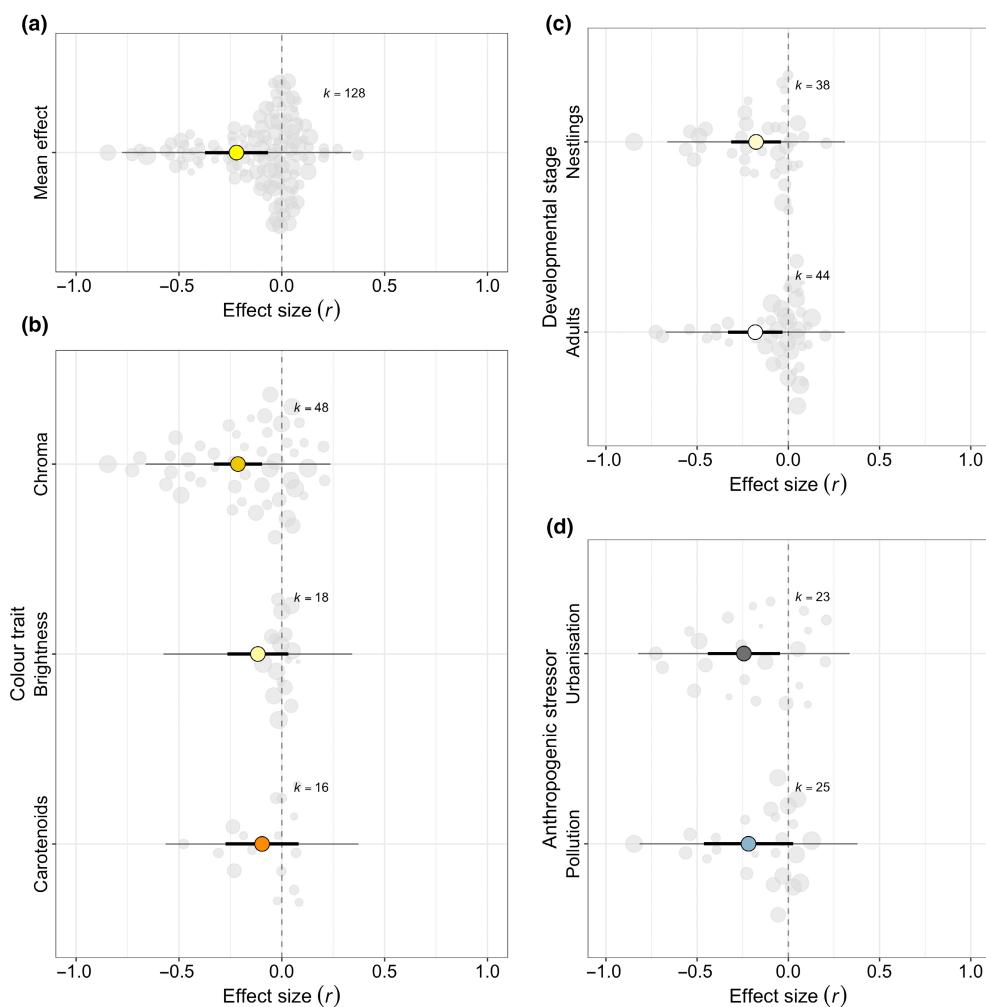 (a)
Mean effect
k = 128
−1.0 −0.5 0.0 0.5 1.0
Effect size (r)
(b)
Colour trait
Chroma
k = 48
Brightness
k = 18
Carotenoids
k = 16
−1.0 −0.5 0.0 0.5 1.0
Effect size (r)
(c)
Developmental stage
Nestlings
k = 38
Adults
k = 44
−1.0 −0.5 0.0 0.5 1.0
Effect size (r)
(d)
Anthropogenic stressor
Urbanisation
k = 23
Pollution
k = 25
−1.0 −0.5 0.0 0.5 1.0
Effect size (r)